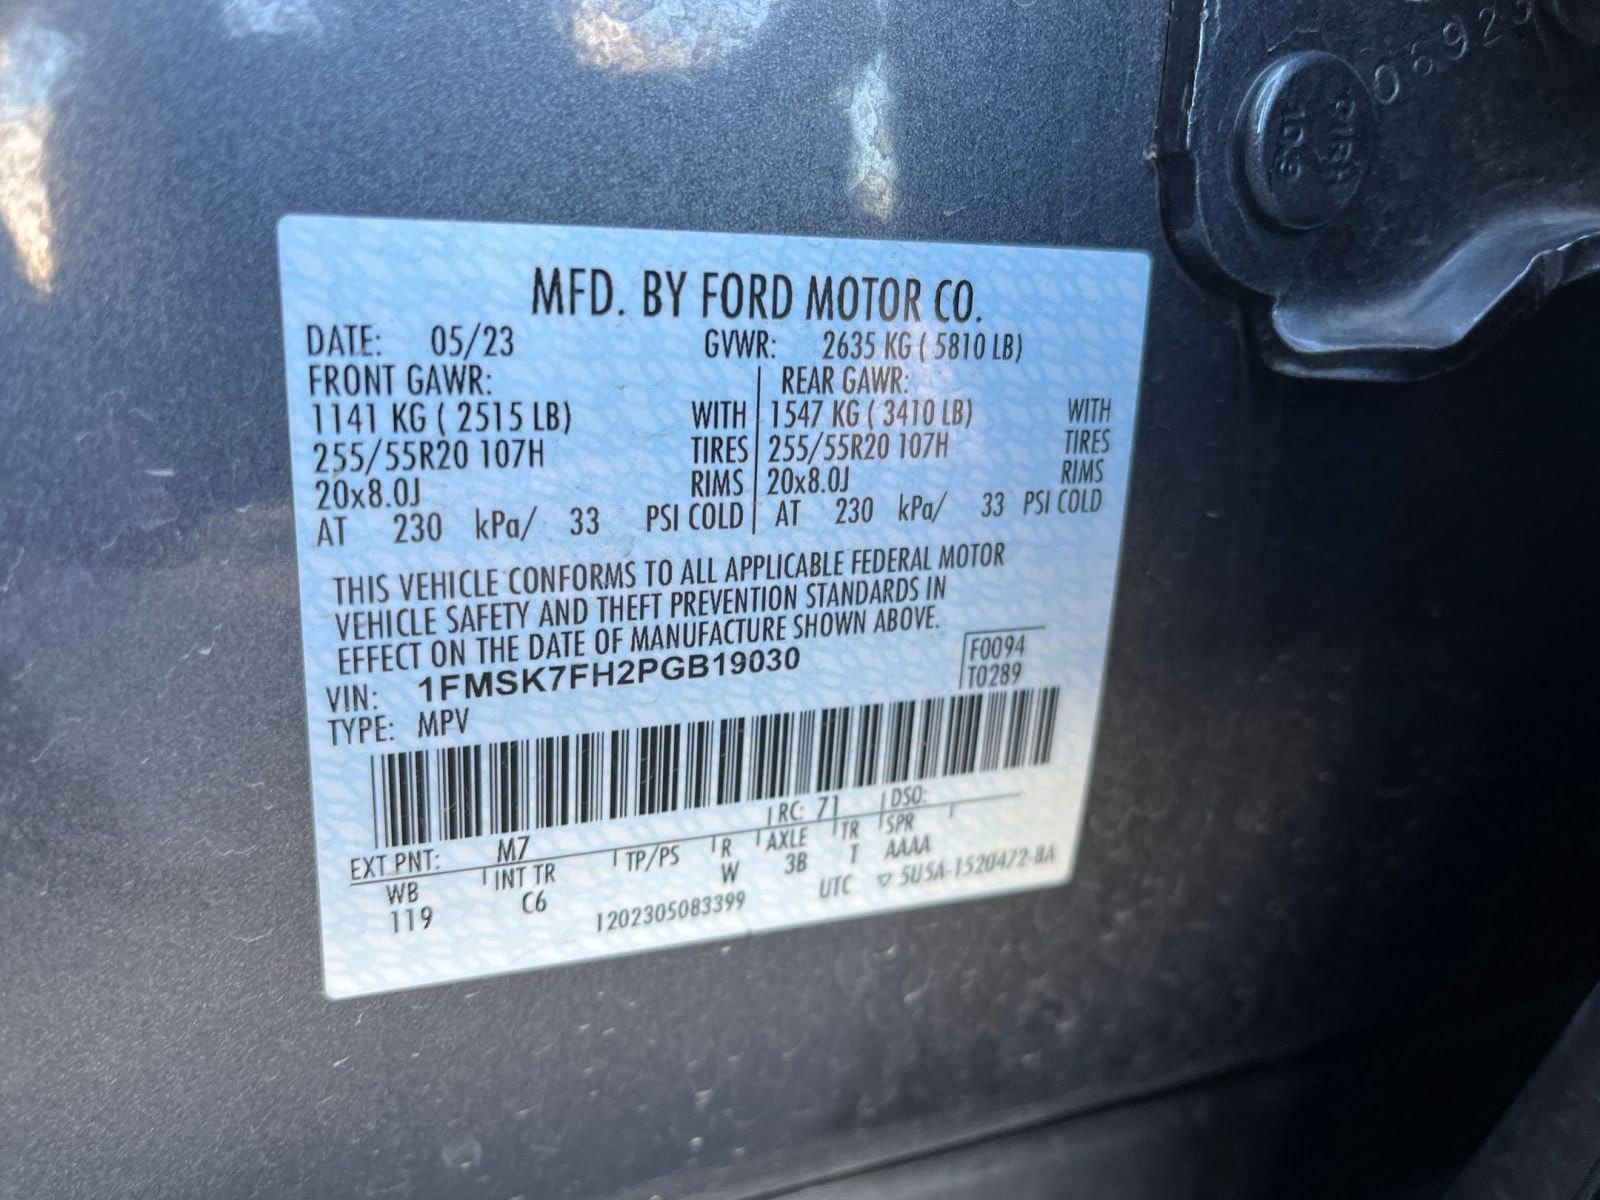 MFD. BY FORD MOTOR CO.
DATE: 05/23 GVWR: 2635 KG ( 5810 LB)
FRONT GAWR: REAR GAWR:
1141 KG ( 2515 LB) WITH 1547 KG ( 3410 LB) WITH
255/55R20 107H TIRES 255/55R20 107H TIRES
20x8.0J RIMS 20x8.0J RIMS
AT 230 kPa/ 33 PSI COLD AT 230 kPa/ 33 PSI COLD
THIS VEHICLE CONFORMS TO ALL APPLICABLE FEDERAL MOTOR
VEHICLE SAFETY AND THEFT PREVENTION STANDARDS IN
EFFECT ON THE DATE OF MANUFACTURE SHOWN ABOVE.
F0094
VIN: 1FMSK7FH2PGB19030 T0289
TYPE: MPV
EXT PNT: M7 RC: 71 DSO:
WB INT TR TP/PS R AXLE TR SPR
119 C6 W 3B T AAAA
1202305083399 UTC ▽ 5U5A-1520472-BA